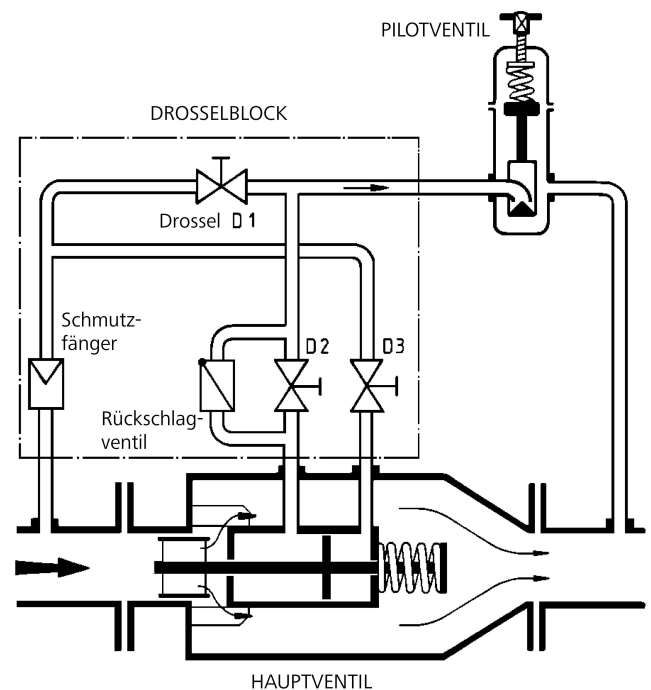 PILOTVENTIL
DROSSELBLOCK
Drossel D1
Schmutz-
fänger
D2
D3
Rückschlag-
ventil
HAUPTVENTIL